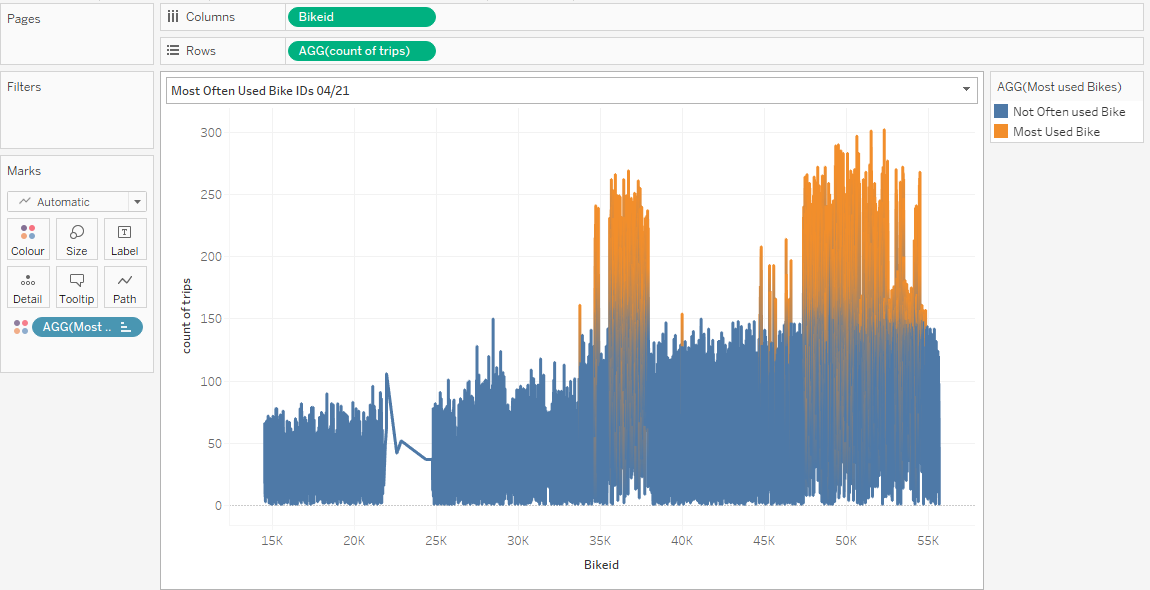 Pages
Columns
Bikeid
Rows
AGG(count of trips)
Filters
Marks
Automatic
Colour
Size
Label
Detail
Tooltip
Path
AGG(Most ..
Most Often Used Bike IDs 04/21
count of trips
300
250
200
150
100
50
0
15K 20K 25K 30K 35K 40K 45K 50K 55K
Bikeid
AGG(Most used Bikes)
Not Often used Bike
Most Used Bike